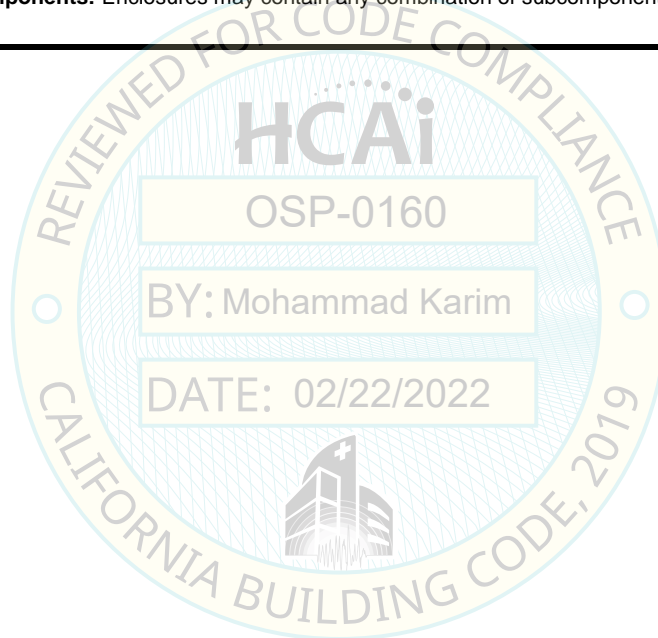 ponents: Enclosures may contain any combination of subcomponen
REVIEWED FOR CODE COMPLIANCE
HCAi
OSP-0160
BY: Mohammad Karim
DATE: 02/22/2022
CALIFORNIA BUILDING CODE, 2019